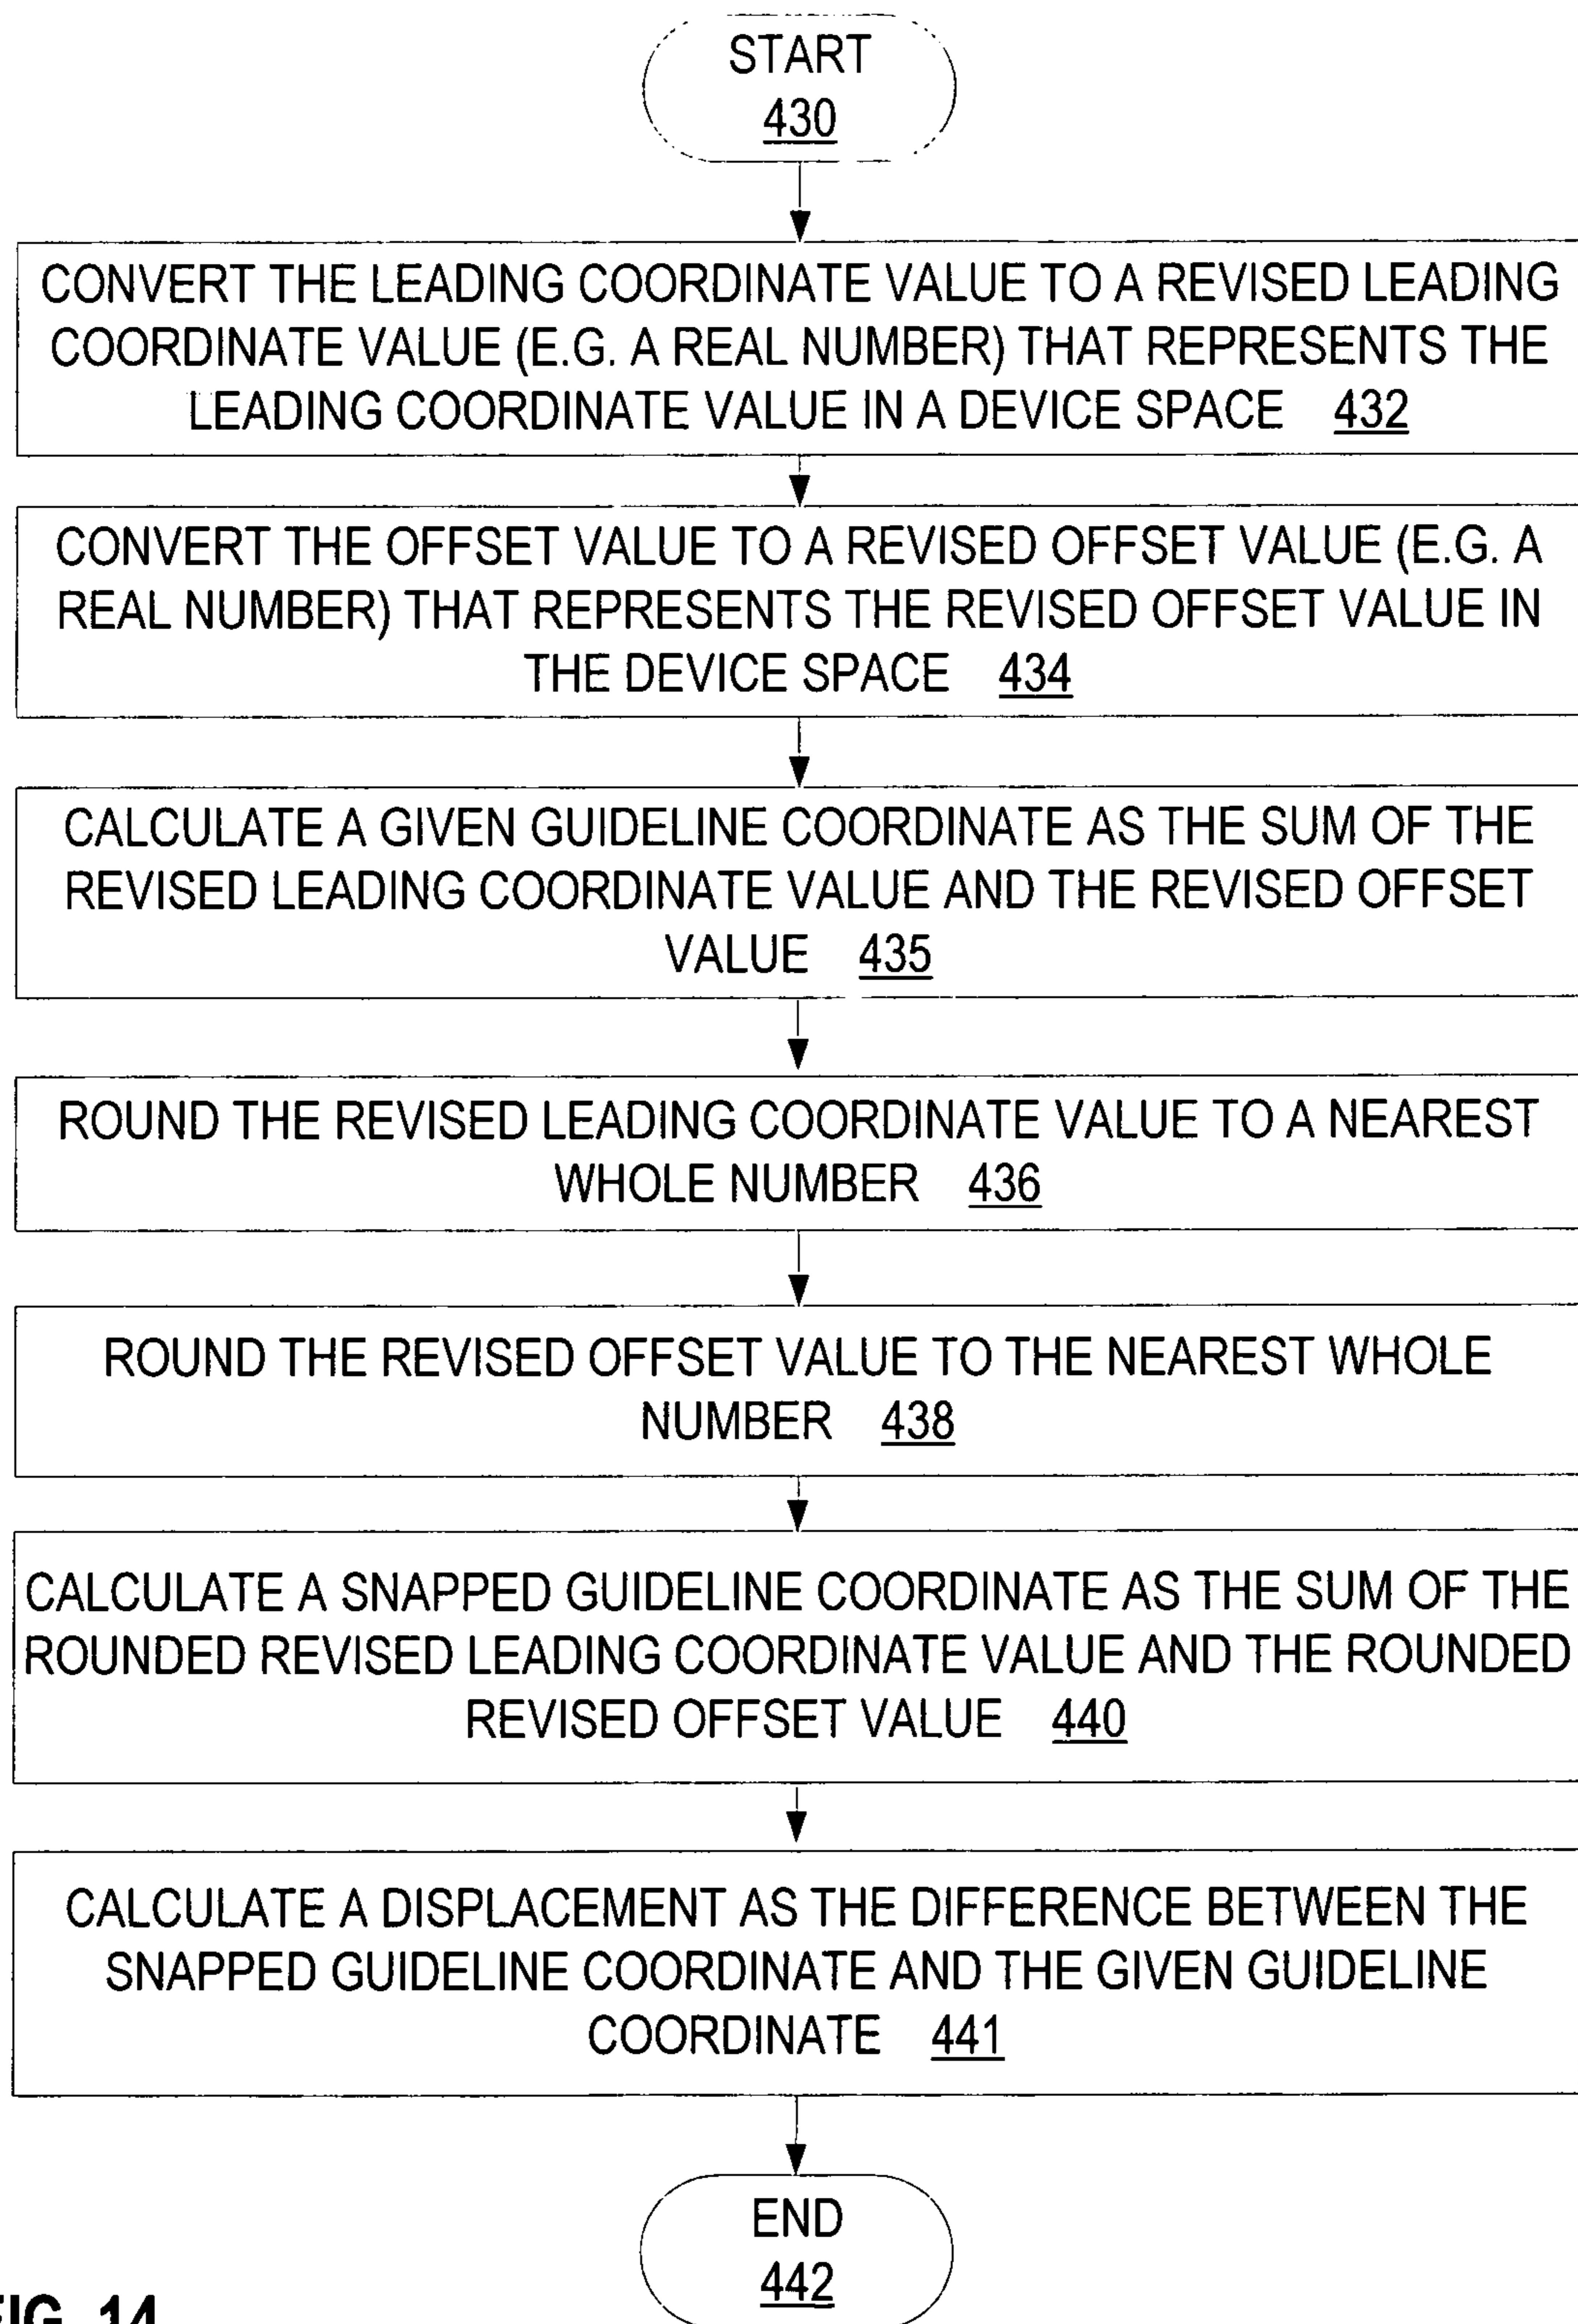 START
430
CONVERT THE LEADING COORDINATE VALUE TO A REVISED LEADING
COORDINATE VALUE (E.G. A REAL NUMBER) THAT REPRESENTS THE
LEADING COORDINATE VALUE IN A DEVICE SPACE 432
CONVERT THE OFFSET VALUE TO A REVISED OFFSET VALUE (E.G. A
REAL NUMBER) THAT REPRESENTS THE REVISED OFFSET VALUE IN
THE DEVICE SPACE 434
CALCULATE A GIVEN GUIDELINE COORDINATE AS THE SUM OF THE
REVISED LEADING COORDINATE VALUE AND THE REVISED OFFSET
VALUE 435
ROUND THE REVISED LEADING COORDINATE VALUE TO A NEAREST
WHOLE NUMBER 436
ROUND THE REVISED OFFSET VALUE TO THE NEAREST WHOLE
NUMBER 438
CALCULATE A SNAPPED GUIDELINE COORDINATE AS THE SUM OF THE
ROUNDED REVISED LEADING COORDINATE VALUE AND THE ROUNDED
REVISED OFFSET VALUE 440
CALCULATE A DISPLACEMENT AS THE DIFFERENCE BETWEEN THE
SNAPPED GUIDELINE COORDINATE AND THE GIVEN GUIDELINE
COORDINATE 441
END
442
FIG. 14